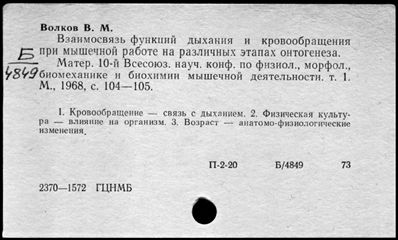 Волков В. М.
Взаимосвязь функций дыхания и кровообращения
при мышечной работе на различных этапах онтогенеза.
Б
4849
Матер. 10-й Всесоюз. науч. конф. по физиол., морфол.,
биомеханике и биохимии мышечной деятельности. т. 1.
М., 1968, с. 104—105.
1. Кровообращение — связь с дыханием. 2. Физическая культу-
ра — влияние на организм. 3. Возраст — анатомо-физиологические
изменения.
П-2-20 Б/4849 73
2370—1572 ГЦНМБ